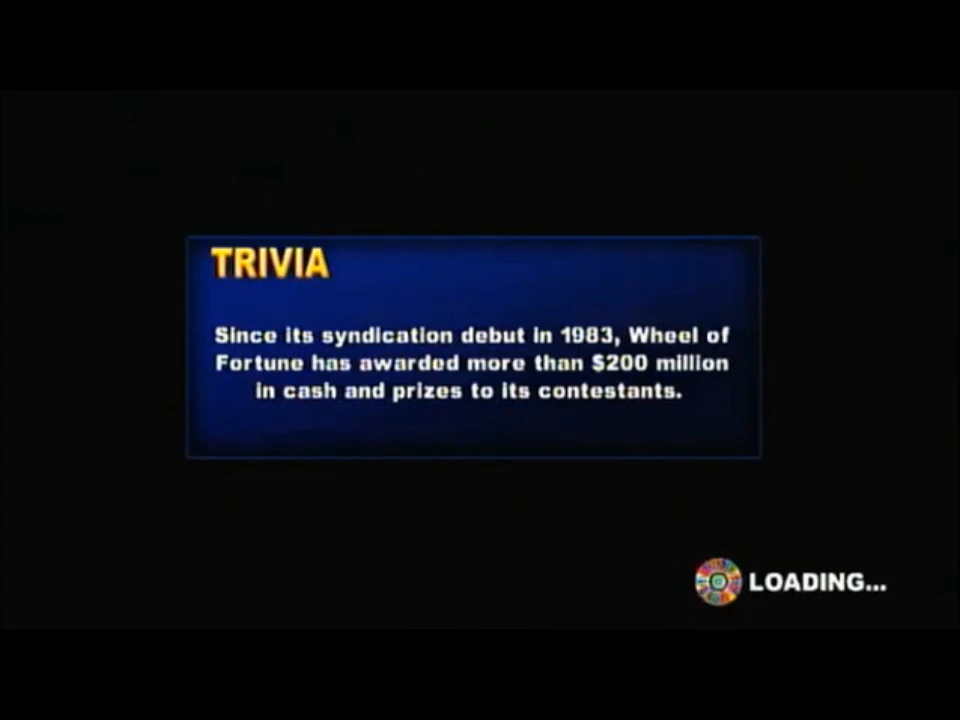 TRIVIA
Since its syndication debut in 1983, Wheel of
Fortune has awarded more than $200 million
in cash and prizes to its contestants.
LOADING...